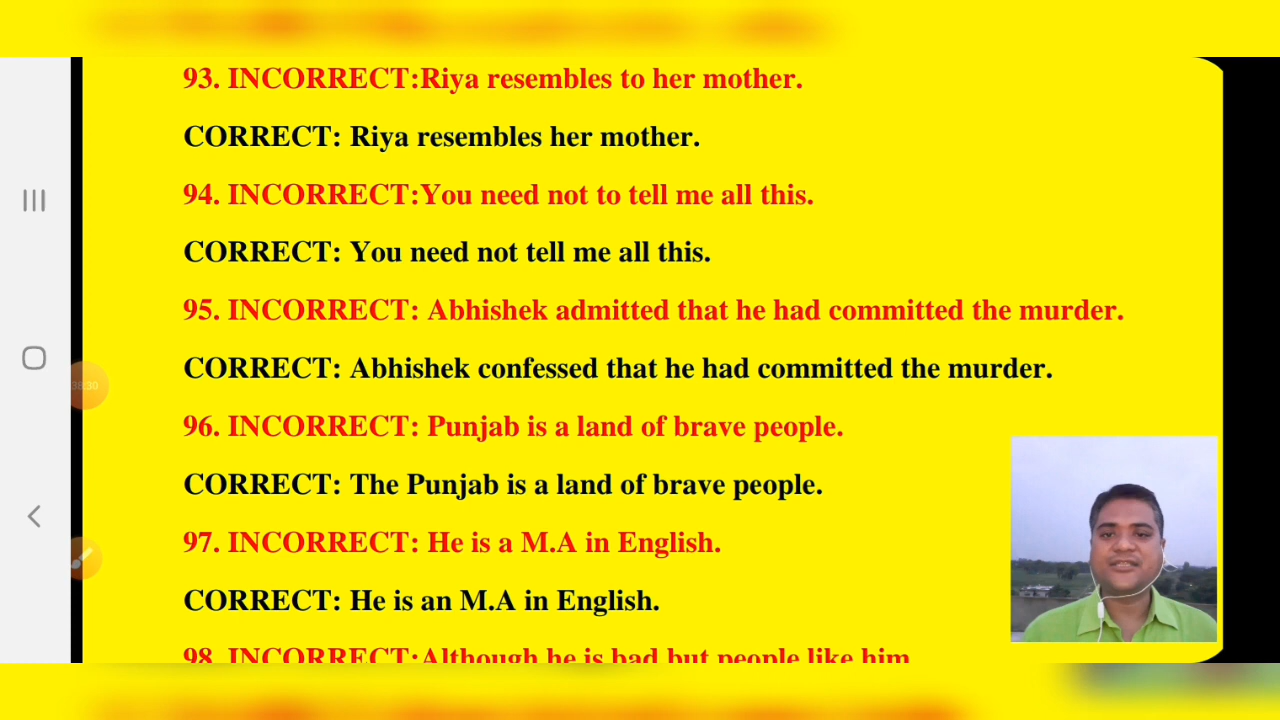 93. INCORRECT:Riya resembles to her mother.
CORRECT: Riya resembles her mother.
94. INCORRECT:You need not to tell me all this.
CORRECT: You need not tell me all this.
95. INCORRECT: Abhishek admitted that he had committed the murder.
CORRECT: Abhishek confessed that he had committed the murder.
38:30
96. INCORRECT: Punjab is a land of brave people.
CORRECT: The Punjab is a land of brave people.
97. INCORRECT: He is a M.A in English.
CORRECT: He is an M.A in English.
98. INCORRECT:Although he is bad but people like him